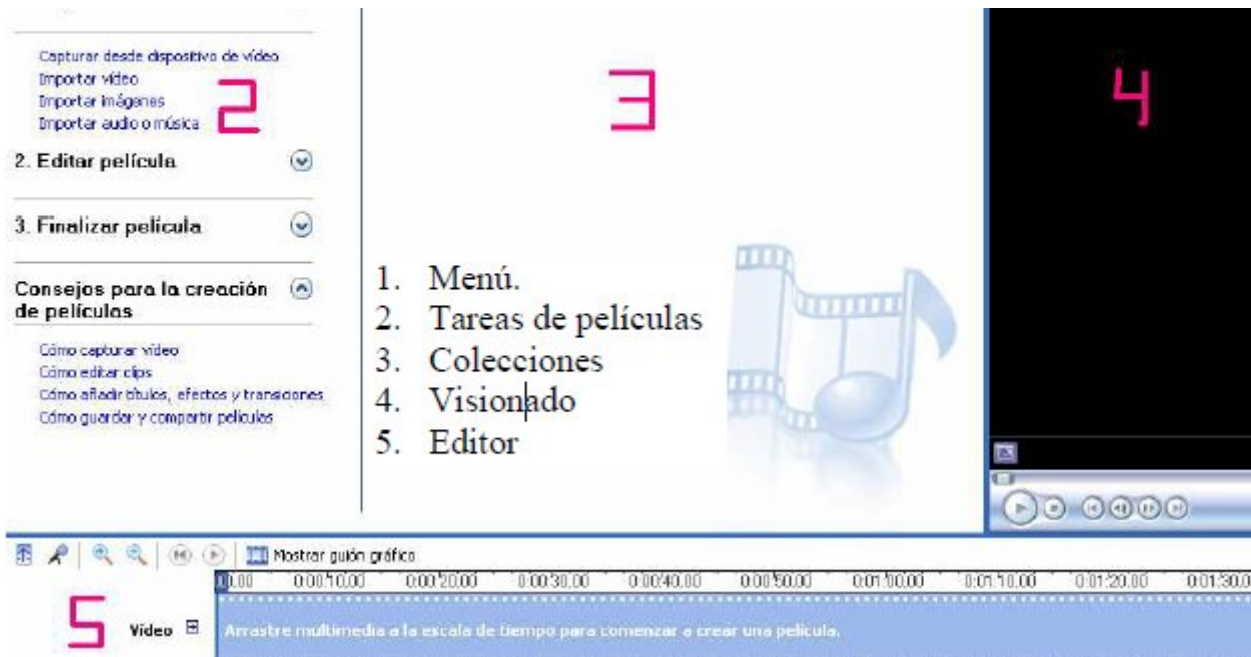 Capturar desde dispositivo de vídeo
Importar vídeo
Importar imágenes
Importar audio o música
2
2. Editar película
3. Finalizar película
Consejos para la creación
de películas
Cómo capturar vídeo
Cómo editar clips
Cómo añadir títulos, efectos y transiciones
Cómo guardar y compartir películas
3
1. Menú.
2. Tareas de películas
3. Colecciones
4. Visionado
5. Editor
4
Mostrar guión gráfico
0:00:10.00 0:00:20.00 0:00:30.00 0:00:40.00 0:00:50.00 0:01:00.00 0:01:10.00 0:01:20.00 0:01:30.0
5
Vídeo
Arrastre multimedia a la escala de tiempo para comenzar a crear una película.